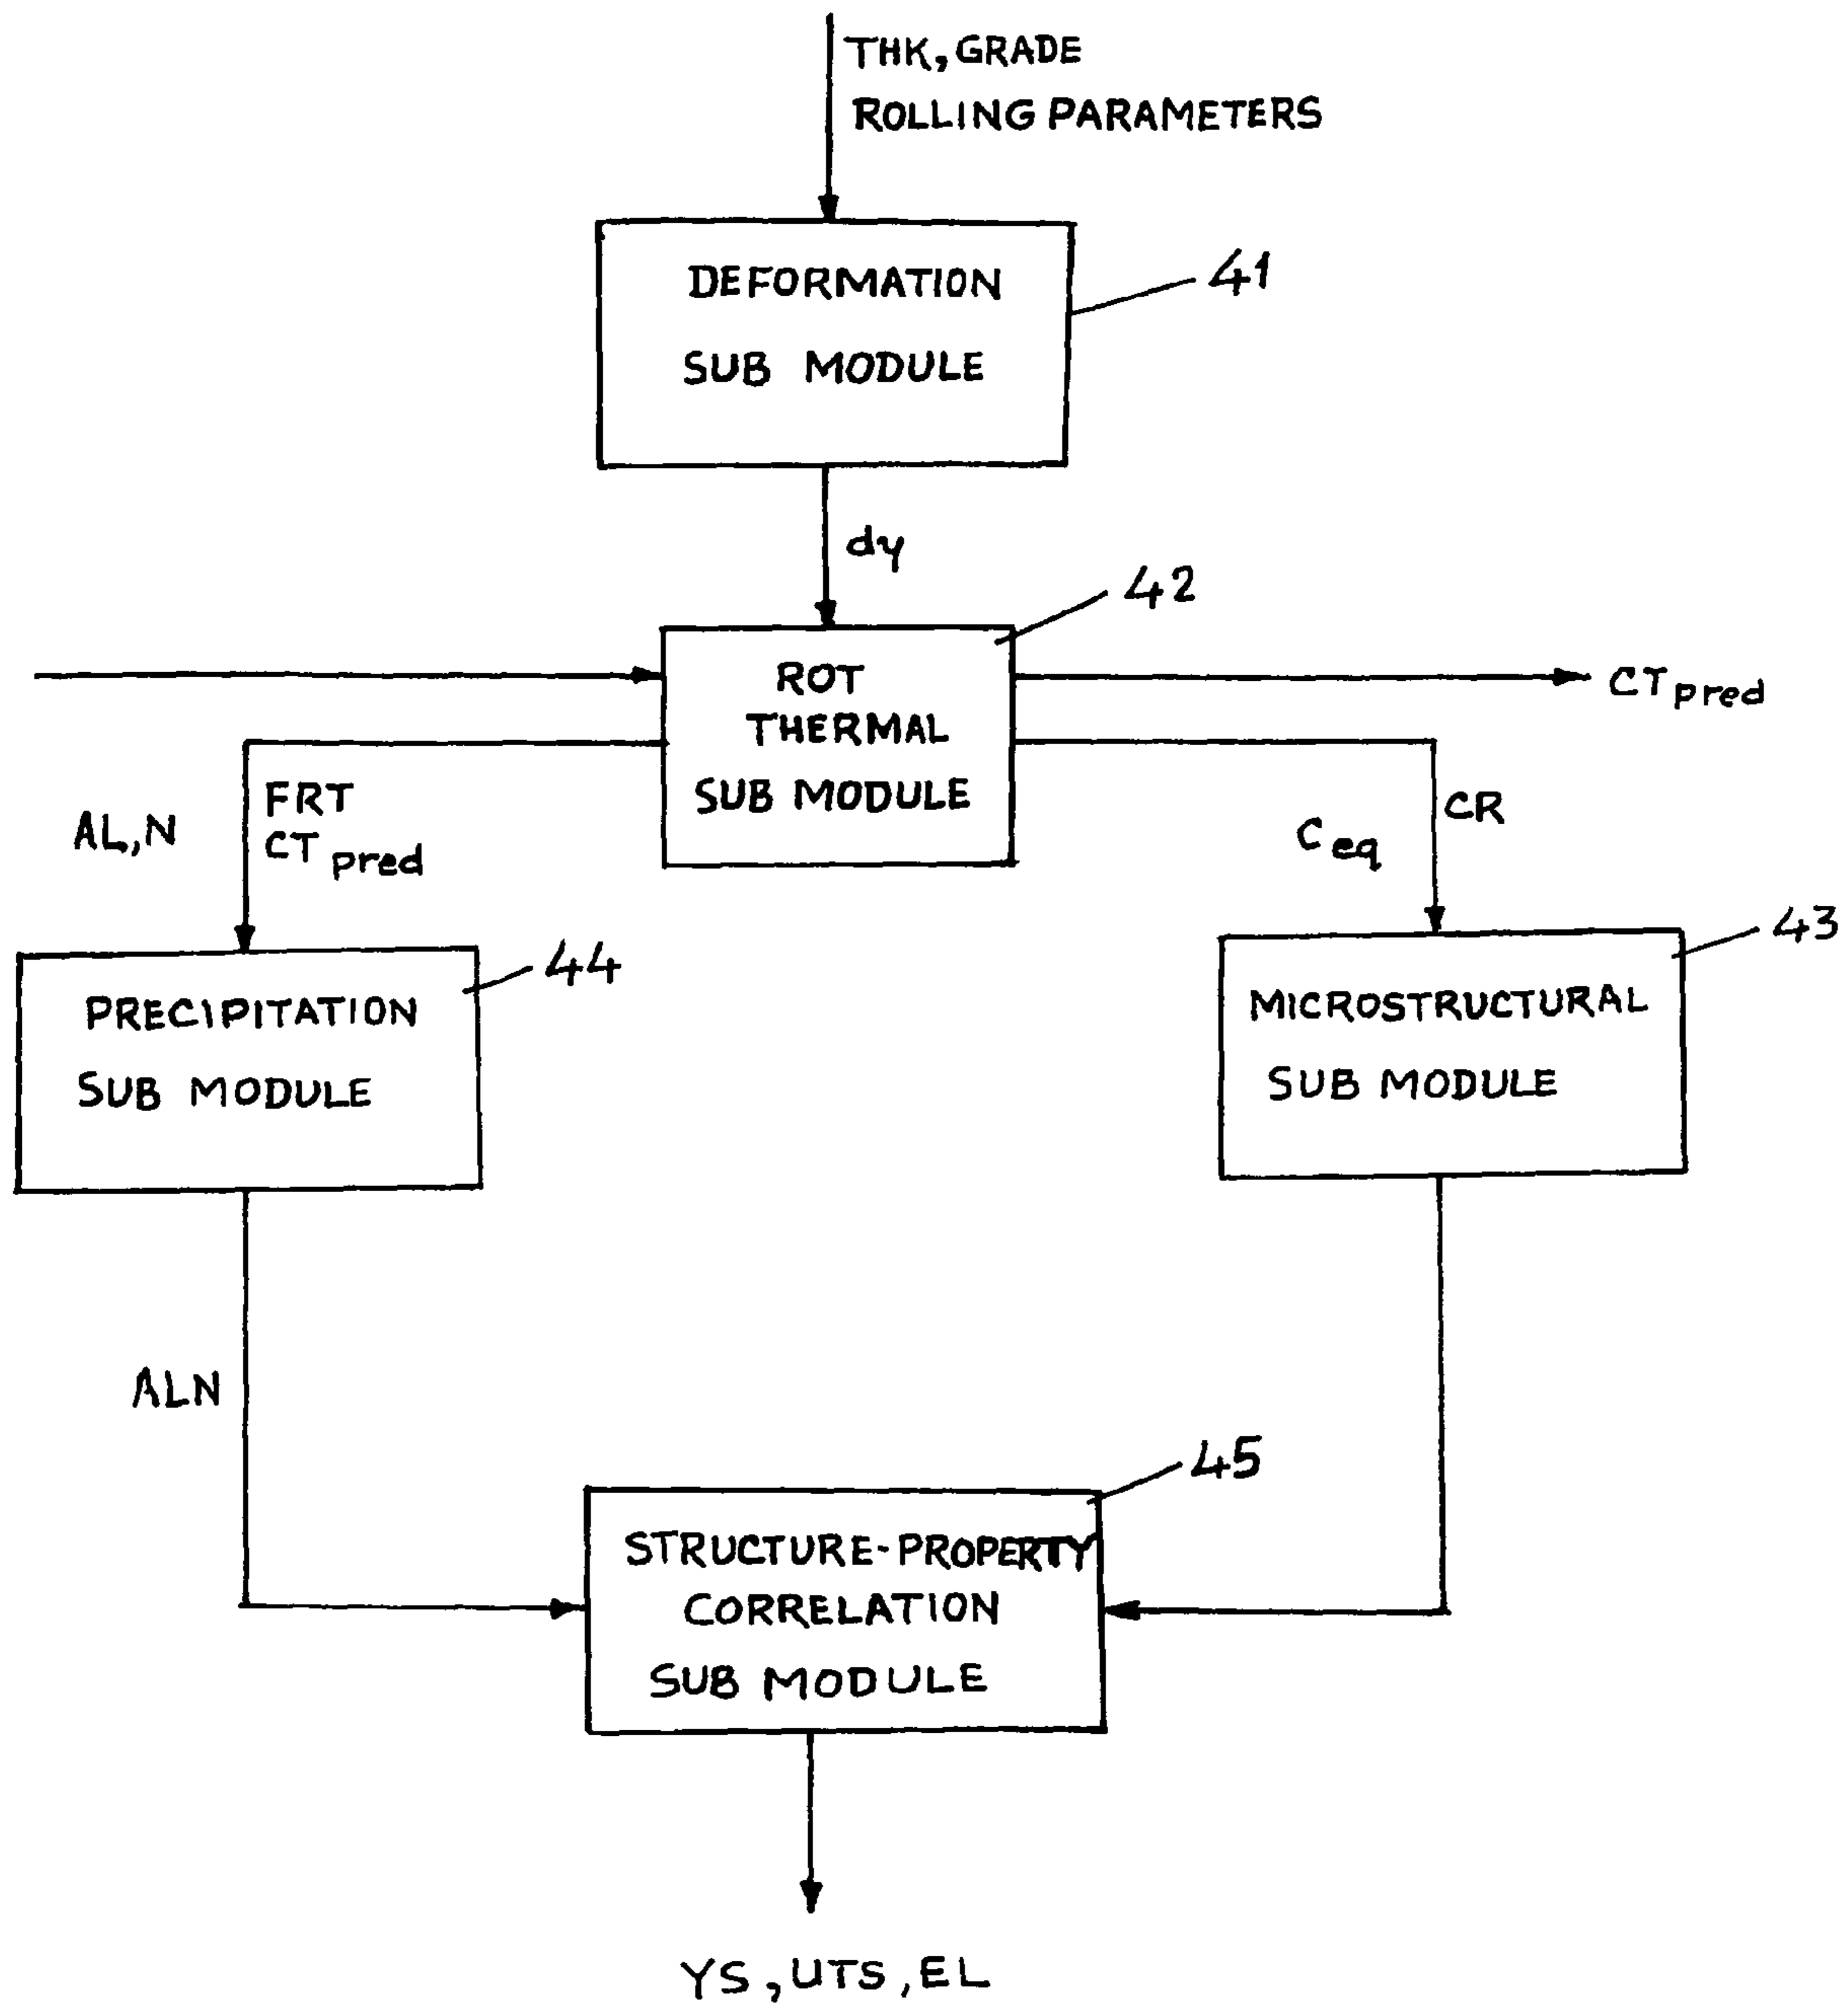 THK, GRADE
ROLLING PARAMETERS
DEFORMATION
SUB MODULE
41
dy
42
ROT
THERMAL
SUB MODULE
CTpred
AL,N
FRT
CTpred
Ceq
CR
44
PRECIPITATION
SUB MODULE
43
MICROSTRUCTURAL
SUB MODULE
ALN
45
STRUCTURE-PROPERTY
CORRELATION
SUB MODULE
YS, UTS, EL